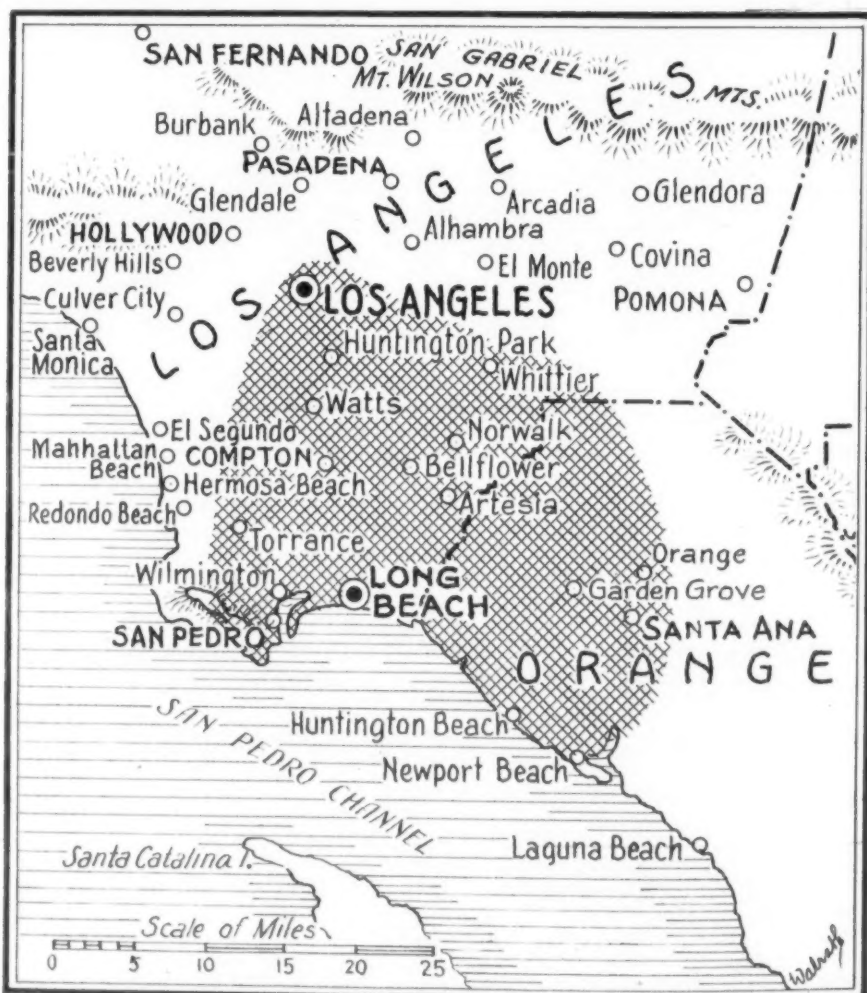 SAN FERNANDO
SAN GABRIEL MTS.
MT. WILSON
Burbank
Altadena
PASADENA
Glendale
Arcadia
Glendora
HOLLYWOOD
Alhambra
Beverly Hills
El Monte
Covina
LOS ANGELES
Culver City
LOS ANGELES
POMONA
Santa
Monica
Huntington Park
Whittier
Watts
El Segundo
Norwalk
Mahhattan
Beach
COMPTON
Bellflower
Hermosa Beach
Artesia
Redondo Beach
Torrance
Orange
Wilmington
LONG
BEACH
Garden Grove
SAN PEDRO
SANTA ANA
ORANGE
Huntington Beach
SAN PEDRO CHANNEL
Newport Beach
Santa Catalina I.
Laguna Beach
Scale of Miles
0 5 10 15 20 25
Walrath